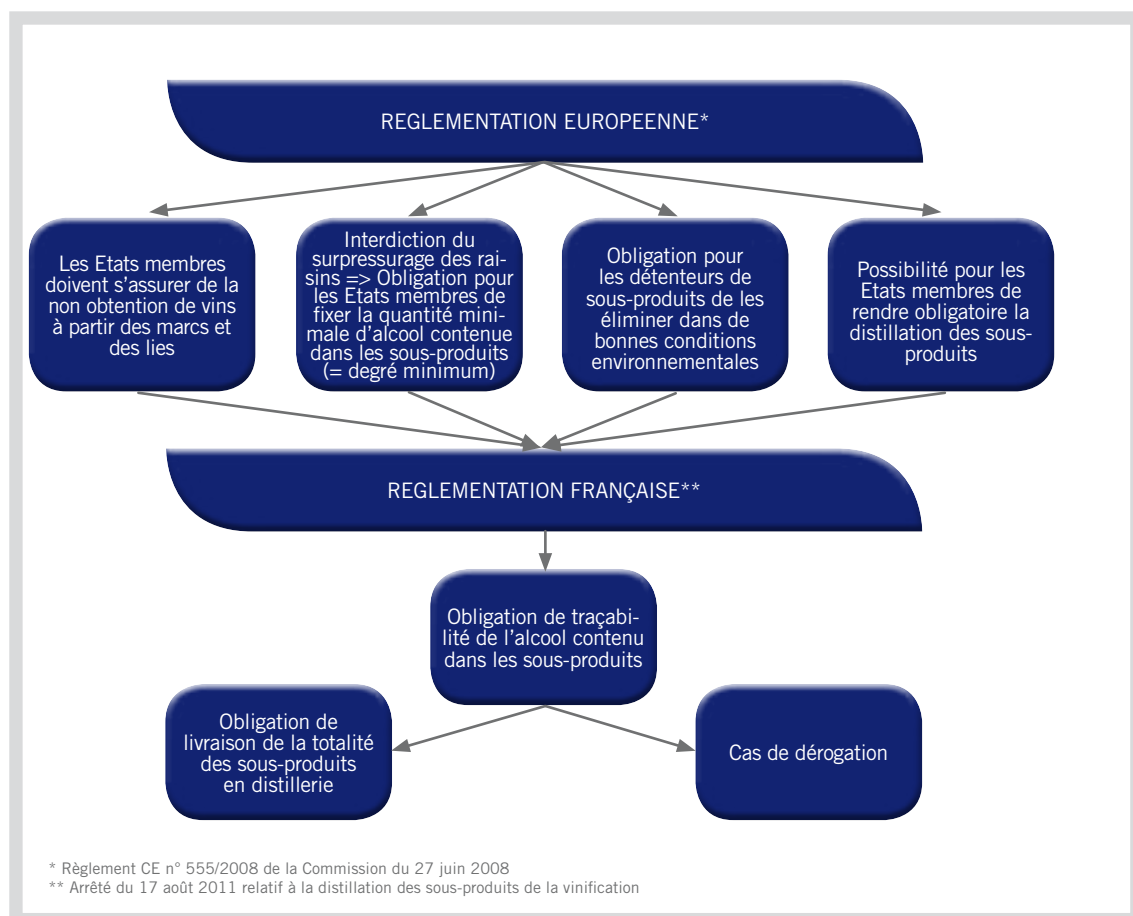 REGLEMENTATION EUROPEENNE*
Les Etats membres
doivent s'assurer de la
non obtention de vins
à partir des marcs et
des lies
Interdiction du
surpressurage des rai-
sins => Obligation pour
les Etats membres de
fixer la quantité mini-
male d'alcool contenue
dans les sous-produits
(= degré minimum)
Obligation pour
les détenteurs de
sous-produits de les
éliminer dans de
bonnes conditions
environnementales
Possibilité pour les
Etats membres de
rendre obligatoire la
distillation des sous-
produits
REGLEMENTATION FRANÇAISE**
Obligation de traçabi-
lité de l'alcool contenu
dans les sous-produits
Obligation de
livraison de la totalité
des sous-produits
en distillerie
Cas de dérogation
* Règlement CE n° 555/2008 de la Commission du 27 juin 2008
** Arrêté du 17 août 2011 relatif à la distillation des sous-produits de la vinification